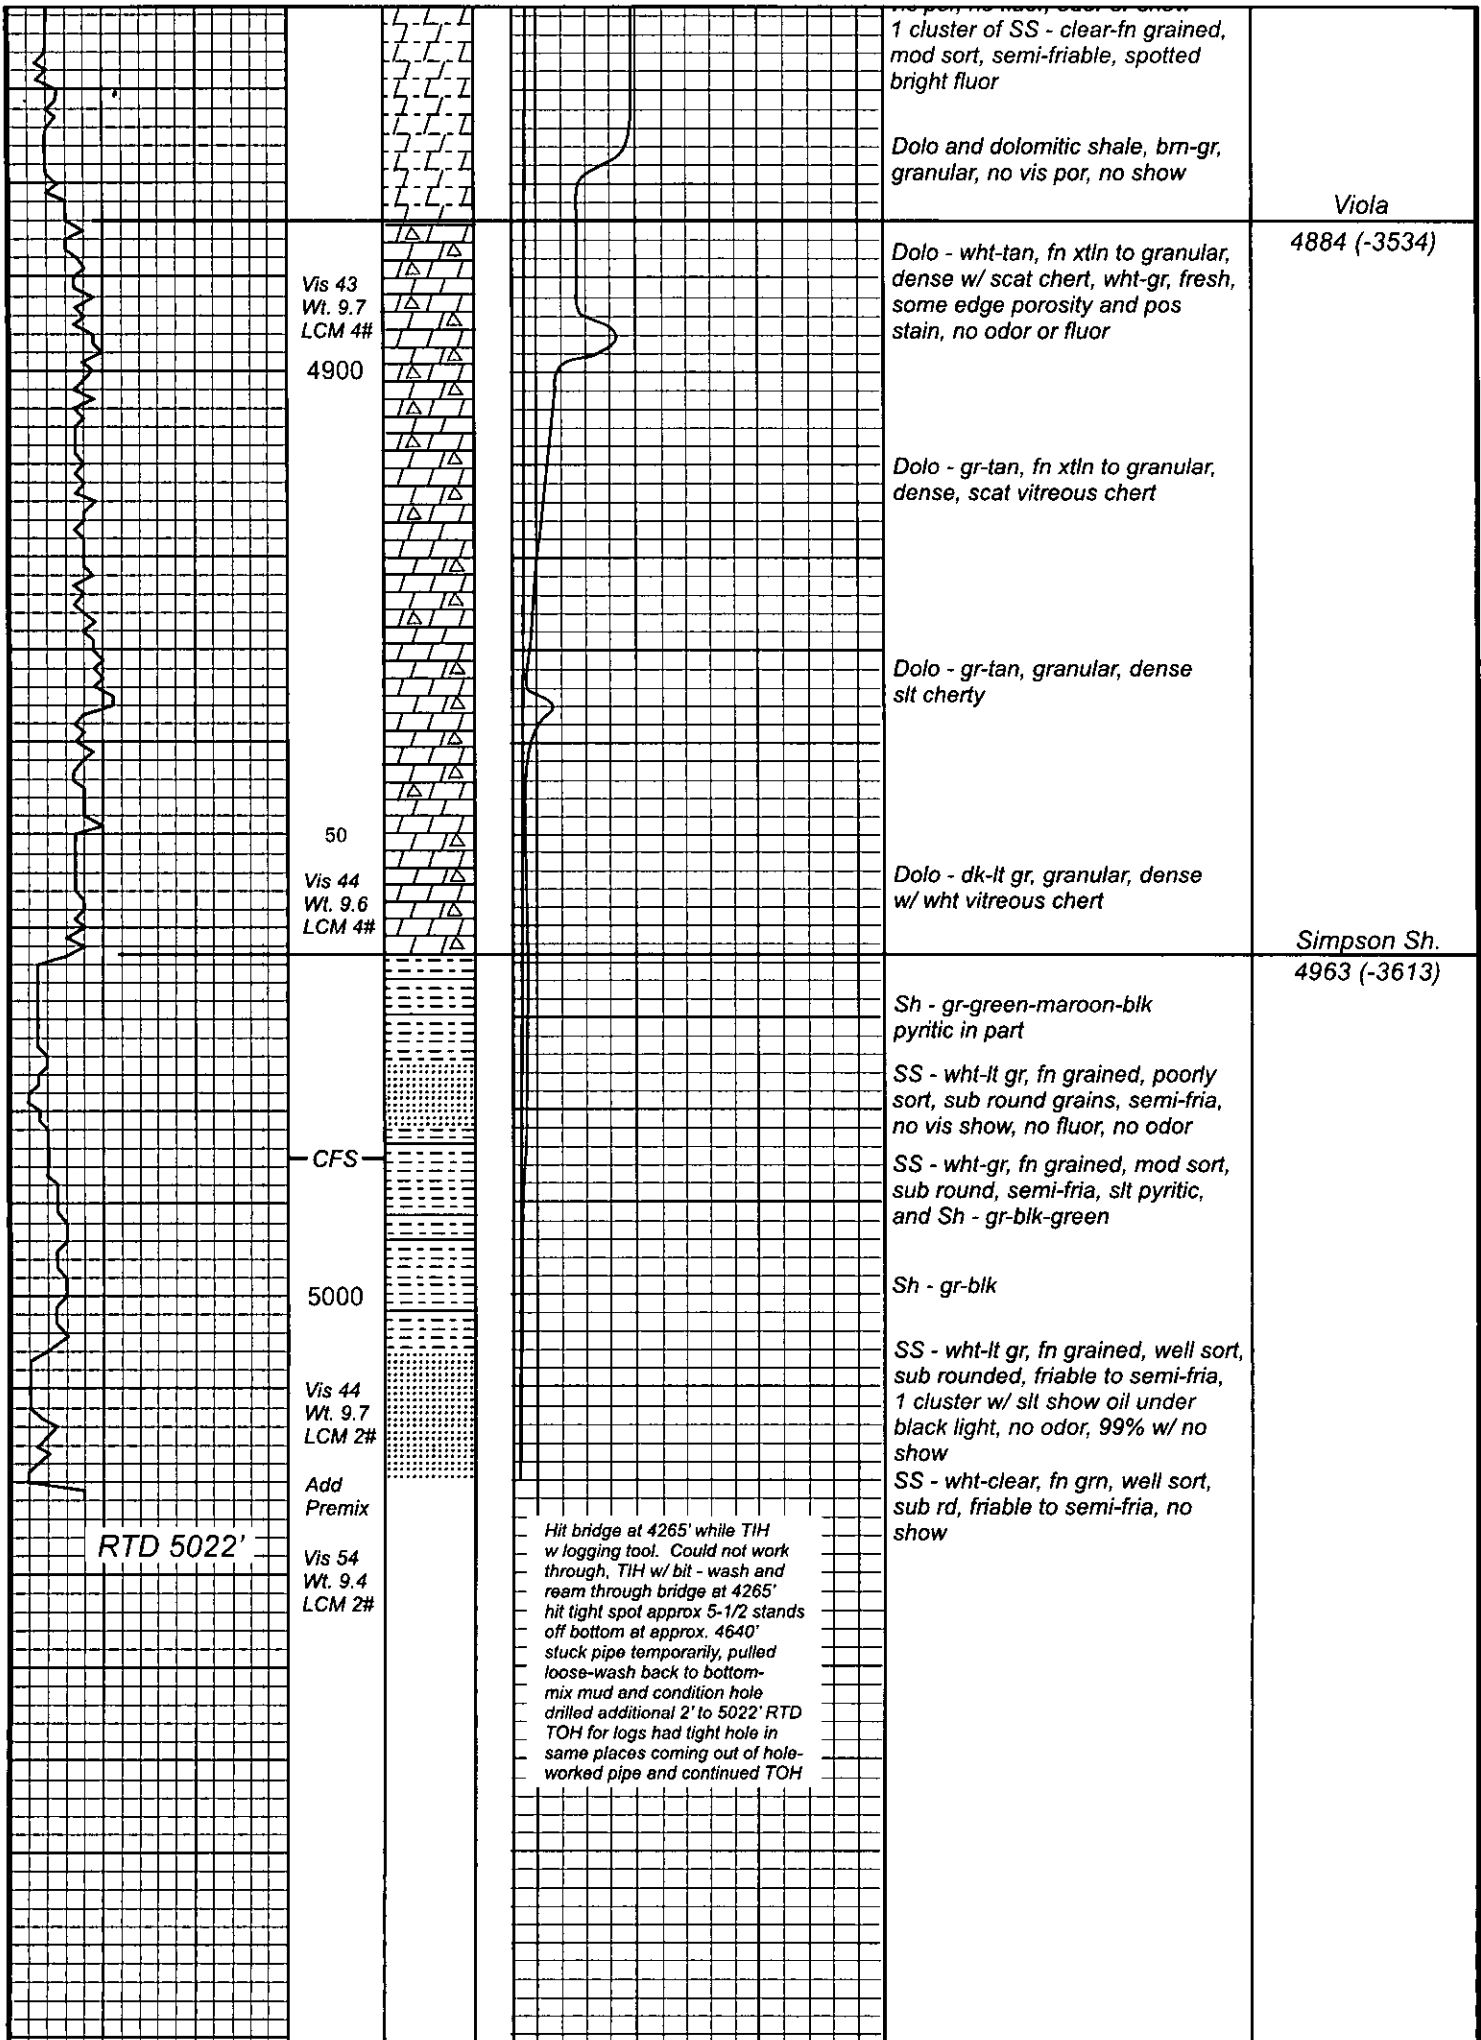 1 cluster of SS - clear-fn grained,
mod sort, semi-friable, spotted
bright fluor
Dolo and dolomitic shale, brn-gr,
granular, no vis por, no show
Viola
4884 (-3534)
Dolo - wht-tan, fn xtln to granular,
dense w/ scat chert, wht-gr, fresh,
some edge porosity and pos
stain, no odor or fluor
Vis 43
Wt. 9.7
LCM 4#
4900
Dolo - gr-tan, fn xtln to granular,
dense, scat vitreous chert
Dolo - gr-tan, granular, dense
slt cherty
50
Vis 44
Wt. 9.6
LCM 4#
Dolo - dk-lt gr, granular, dense
w/ wht vitreous chert
Simpson Sh.
4963 (-3613)
Sh - gr-green-maroon-blk
pyritic in part
SS - wht-lt gr, fn grained, poorly
sort, sub round grains, semi-fria,
no vis show, no fluor, no odor
CFS
SS - wht-gr, fn grained, mod sort,
sub round, semi-fria, slt pyritic,
and Sh - gr-blk-green
Sh - gr-blk
5000
SS - wht-lt gr, fn grained, well sort,
sub rounded, friable to semi-fria,
1 cluster w/ slt show oil under
black light, no odor, 99% w/ no
show
Vis 44
Wt. 9.7
LCM 2#
SS - wht-clear, fn grn, well sort,
sub rd, friable to semi-fria, no
show
Add
Premix
RTD 5022'
Vis 54
Wt. 9.4
LCM 2#
Hit bridge at 4265' while TIH
w logging tool. Could not work
through, TIH w/ bit - wash and
ream through bridge at 4265'
hit tight spot approx 5-1/2 stands
off bottom at approx. 4640'
stuck pipe temporarily, pulled
loose-wash back to bottom-
mix mud and condition hole
drilled additional 2' to 5022' RTD
TOH for logs had tight hole in
same places coming out of hole-
worked pipe and continued TOH